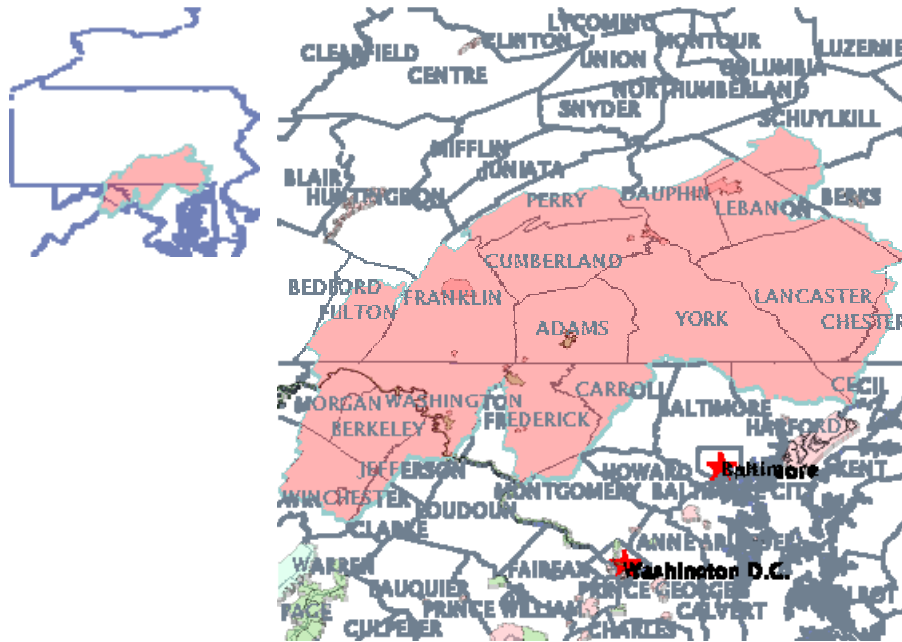 LYCOMING
CLINTON
MONTOUR
LUZERNE
CLEARFIELD
UNION
COLUMBIA
CENTRE
NORTHUMBERLAND
SNYDER
SCHUYLKILL
MIFFLIN
JUNIATA
BLAIR
HUNTINGDON
PERRY
DAUPHIN
LEBANON
BERKS
CUMBERLAND
BEDFORD
FULTON
FRANKLIN
LANCASTER
ADAMS
YORK
CHESTER
CARROLL
CECIL
MORGAN
WASHINGTON
FREDERICK
BALTIMORE
BERKELEY
HARFORD
JEFFERSON
HOWARD
Baltimore
KENT
WINCHESTER
MONTGOMERY
BALTIMORE CITY
LOUDOUN
CLARKE
ANNE ARUNDEL
WARREN
FAIRFAX
Washington D.C.
FAUQUIER
PRINCE GEORGES
PAGE
PRINCE WILLIAM
CALVERT
CULPEPER
CHARLES